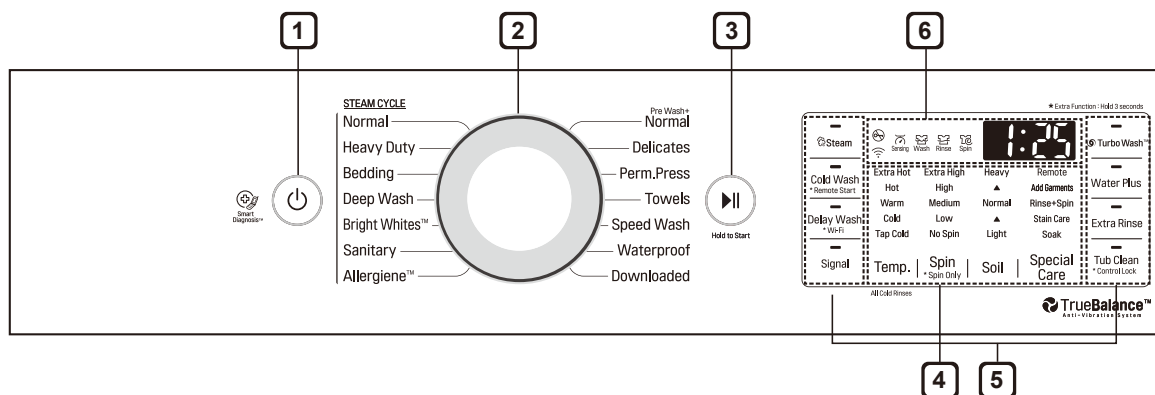 1
2
3
6
STEAM CYCLE
Normal
Heavy Duty
Bedding
Deep Wash
Bright Whites™
Sanitary
Allergiene™
Smart
Diagnosis™
Pre Wash+
Normal
Delicates
Perm.Press
Towels
Speed Wash
Waterproof
Downloaded
Hold to Start
* Extra Function : Hold 3 seconds
Steam
Cold Wash
* Remote Start
Delay Wash
* Wi-Fi
Signal
Sensing Wash Rinse Spin
1:25
Extra Hot Extra High Heavy Remote
Hot High ▲ Add Garments
Warm Medium Normal Rinse+Spin
Cold Low ▲ Stain Care
Tap Cold No Spin Light Soak
Temp. Spin Soil Special
* Spin Only Care
TurboWash™
Water Plus
Extra Rinse
Tub Clean
* Control Lock
All Cold Rinses
TrueBalance™
Anti-Vibration System
4
5